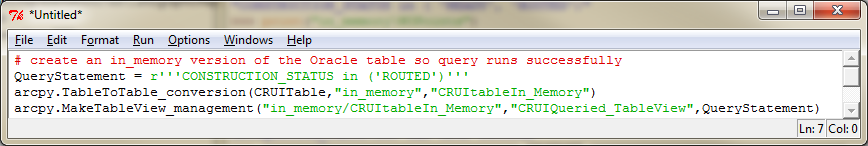 *Untitled*
File Edit Format Run Options Windows Help
# create an in_memory version of the Oracle table so query runs successfully
QueryStatement = r'''CONSTRUCTION_STATUS in ('ROUTED')'''
arcpy.TableToTable_conversion(CRUITable,"in_memory","CRUItableIn_Memory")
arcpy.MakeTableView_management("in_memory/CRUItableIn_Memory","CRUIQueried_TableView",QueryStatement)
Ln: 7 Col: 0